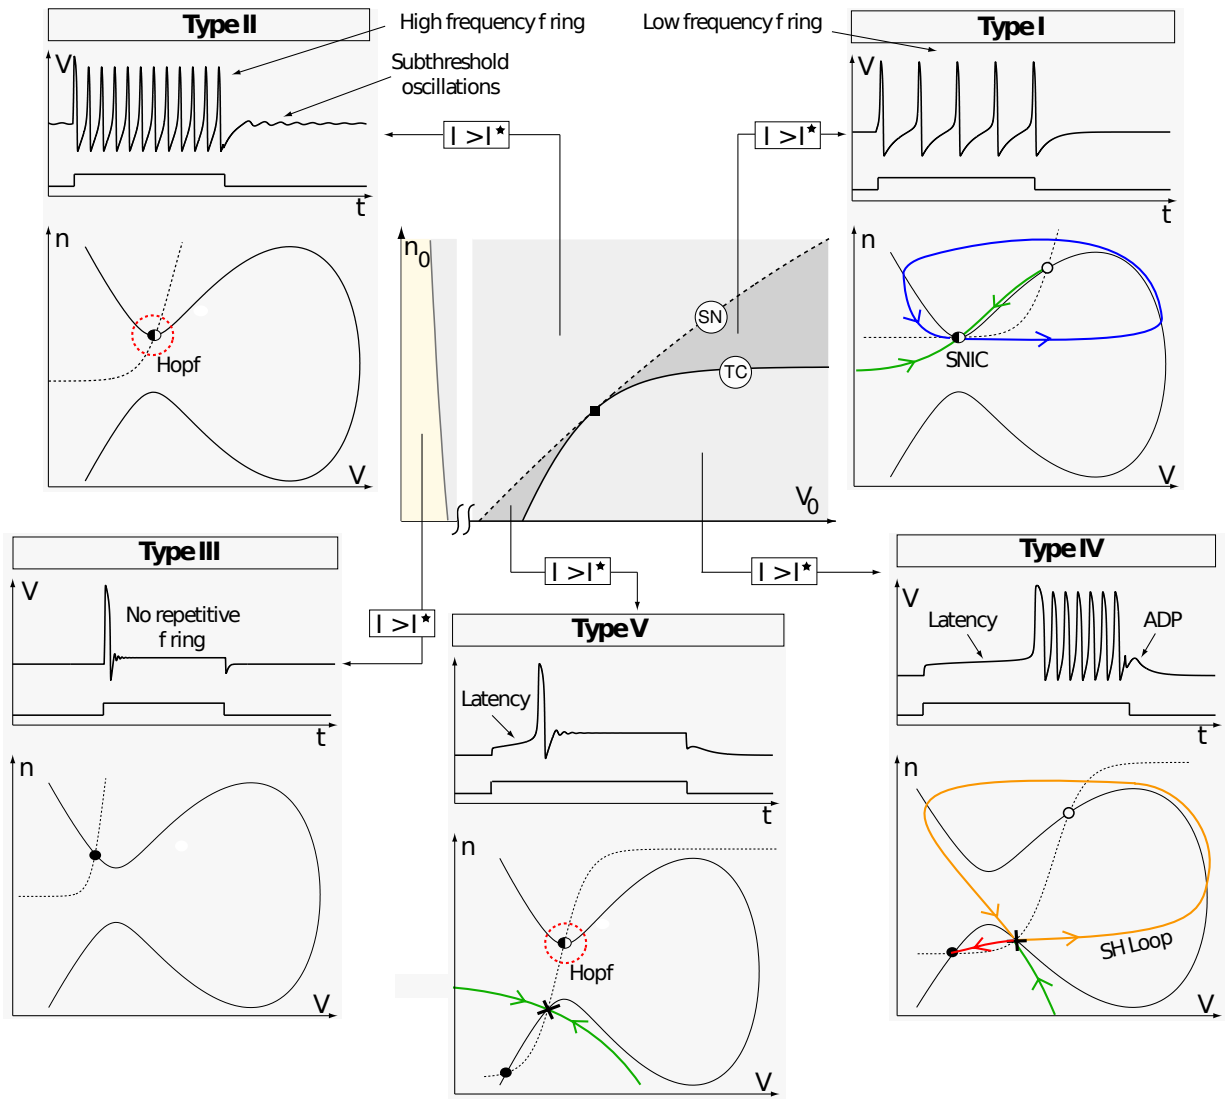 Type II
High frequency f ring
Low frequency f ring
Type I
V
Subthreshold
oscillations
I >I★
I >I★
V
t
t
n
Hopf
V
n₀
SN
TC
V₀
n
SNIC
V
Type III
V
No repetitive
f ring
t
I >I★
I >I★
I >I★
Type IV
V
Latency
ADP
t
Type V
Latency
t
n
V
n
Hopf
V
n
SH Loop
V